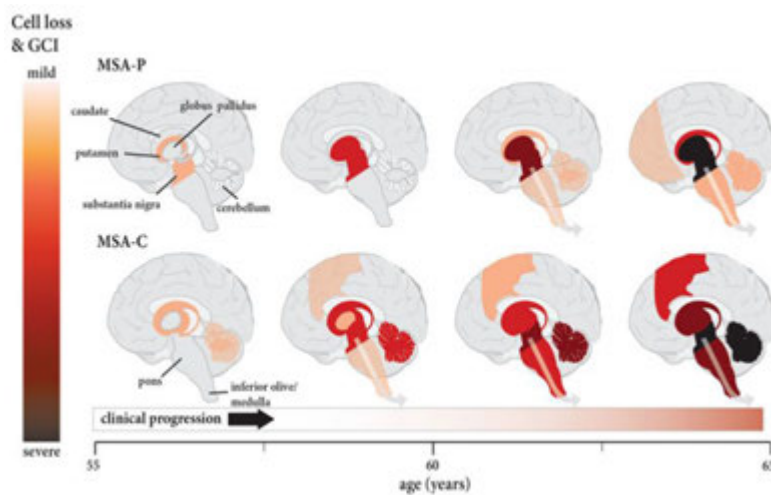 Cell loss
& GCI
mild
severe
MSA-P
caudate
globus pallidus
putamen
substantia nigra
cerebellum
MSA-C
pons
inferior olive/
medulla
clinical progression
55
60
age (years)